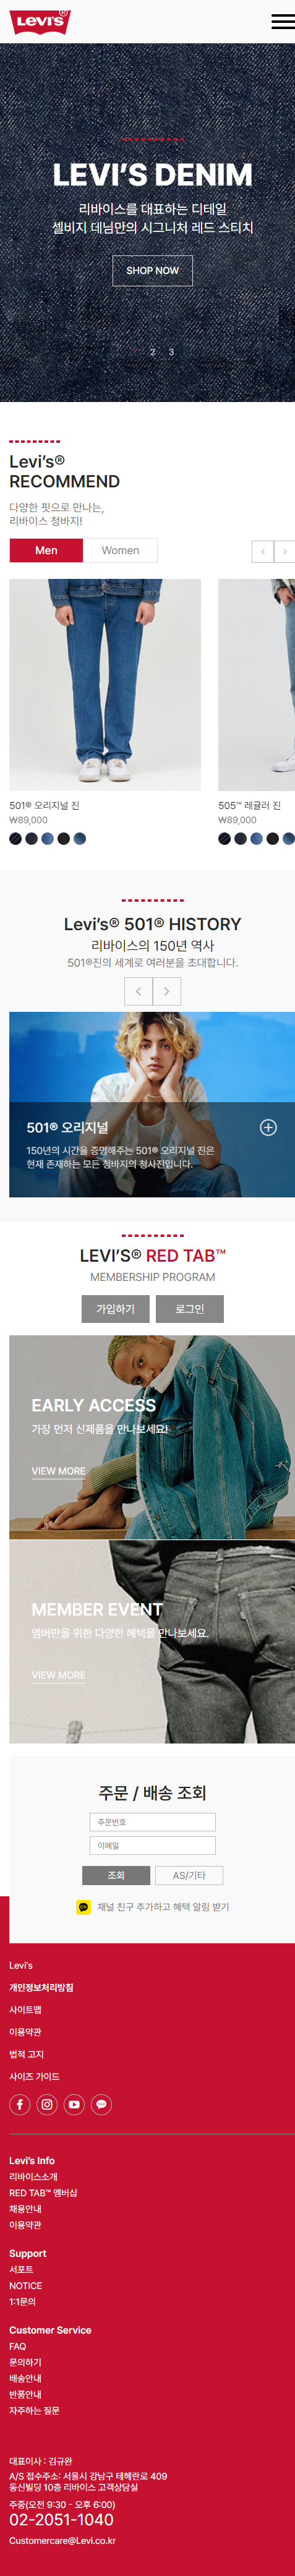 LEVI'S®
LEVI'S DENIM
리바이스를 대표하는 디테일
셀비지 데님만의 시그니처 레드 스티치
SHOP NOW
1 2 3
Levi's®
RECOMMEND
다양한 핏으로 만나는,
리바이스 청바지!
Men Women
501® 오리지널 진
₩89,000
505™ 레귤러 진
₩89,000
Levi's® 501® HISTORY
리바이스의 150년 역사
501®진의 세계로 여러분을 초대합니다.
501® 오리지널
150년의 시간을 증명해주는 501® 오리지널 진은
현재 존재하는 모든 청바지의 청사진입니다.
LEVI'S® RED TAB™
MEMBERSHIP PROGRAM
가입하기 로그인
EARLY ACCESS
가장 먼저 신제품을 만나보세요!
VIEW MORE
MEMBER EVENT
멤버만을 위한 다양한 혜택을 만나보세요.
VIEW MORE
주문 / 배송 조회
주문번호
이메일
조회 AS/기타
채널 친구 추가하고 혜택 알림 받기
Levi's
개인정보처리방침
사이트맵
이용약관
법적 고지
사이즈 가이드
Levi's Info
리바이스소개
RED TAB™ 멤버십
채용안내
이용약관
Support
서포트
NOTICE
1:1문의
Customer Service
FAQ
문의하기
배송안내
반품안내
자주하는 질문
대표이사 : 김규완
A/S 접수주소: 서울시 강남구 테헤란로 409
동신빌딩 10층 리바이스 고객상담실
주중(오전 9:30 - 오후 6:00)
02-2051-1040
Customercare@Levi.co.kr